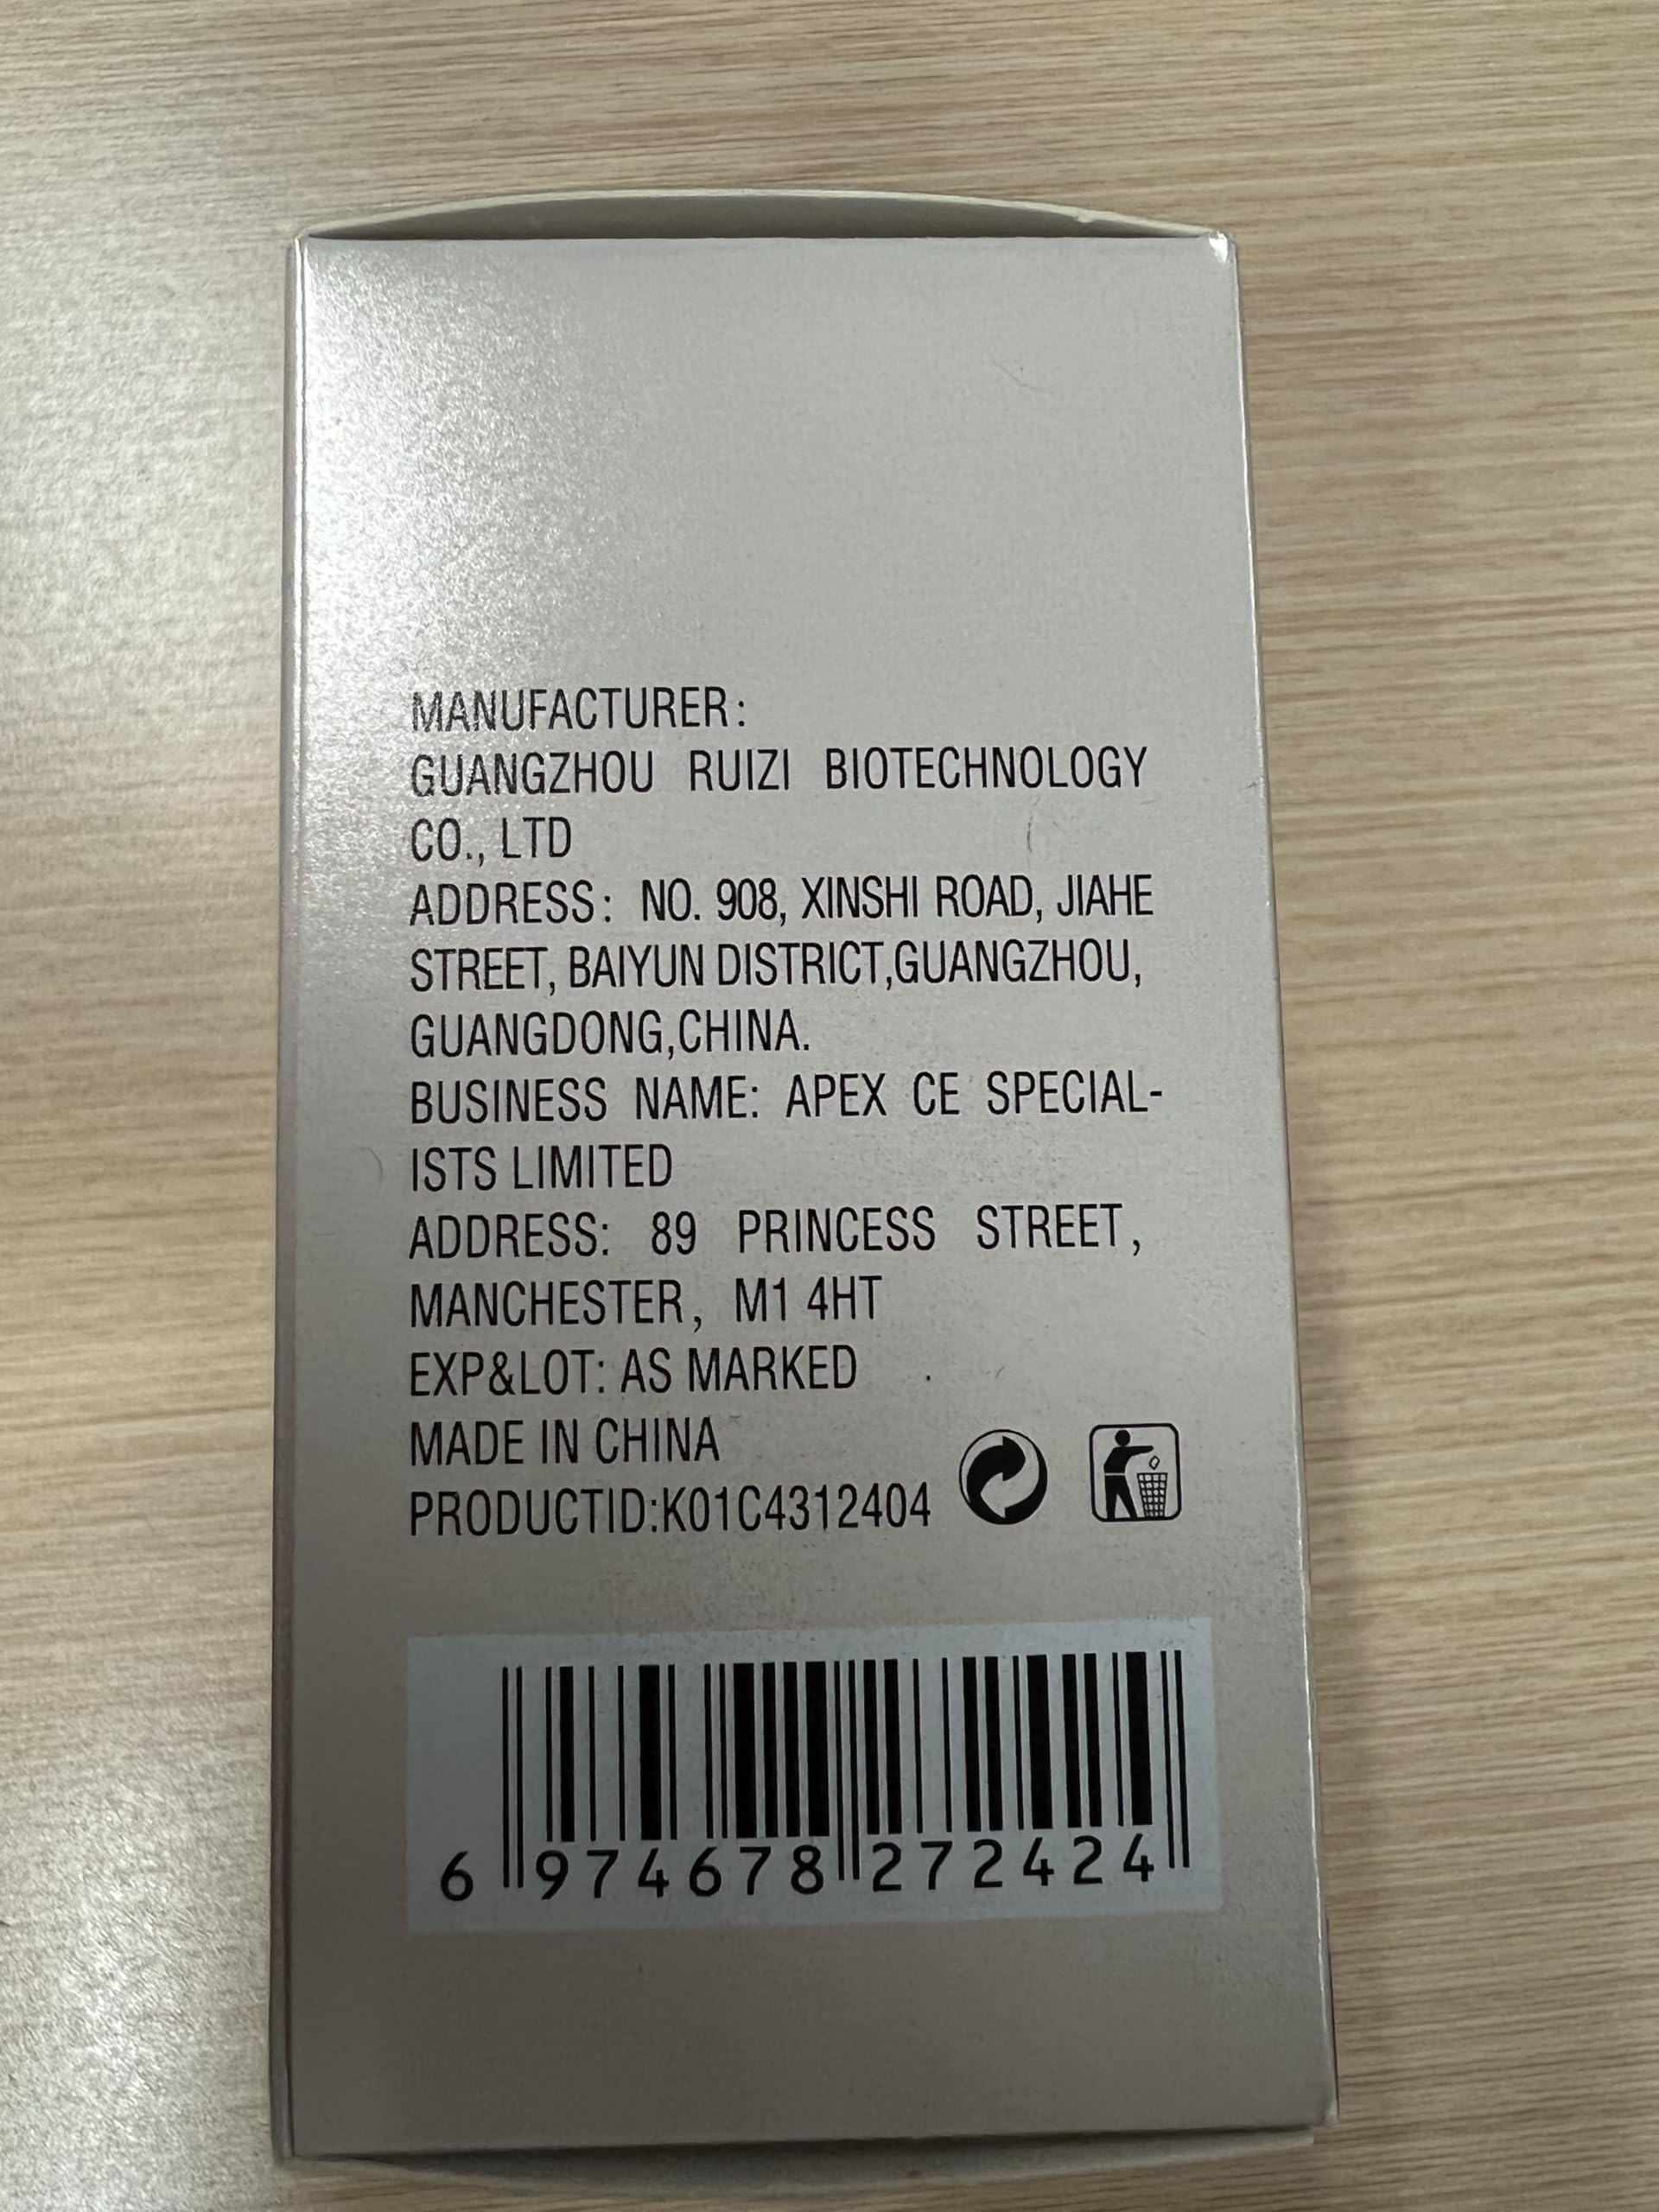 MANUFACTURER:
GUANGZHOU RUIZI BIOTECHNOLOGY
CO., LTD
ADDRESS: NO. 908, XINSHI ROAD, JIAHE
STREET, BAIYUN DISTRICT,GUANGZHOU,
GUANGDONG,CHINA.
BUSINESS NAME: APEX CE SPECIAL-
ISTS LIMITED
ADDRESS: 89 PRINCESS STREET,
MANCHESTER, M1 4HT
EXP&LOT: AS MARKED
MADE IN CHINA
PRODUCTID:K01C4312404
6 974678 272424